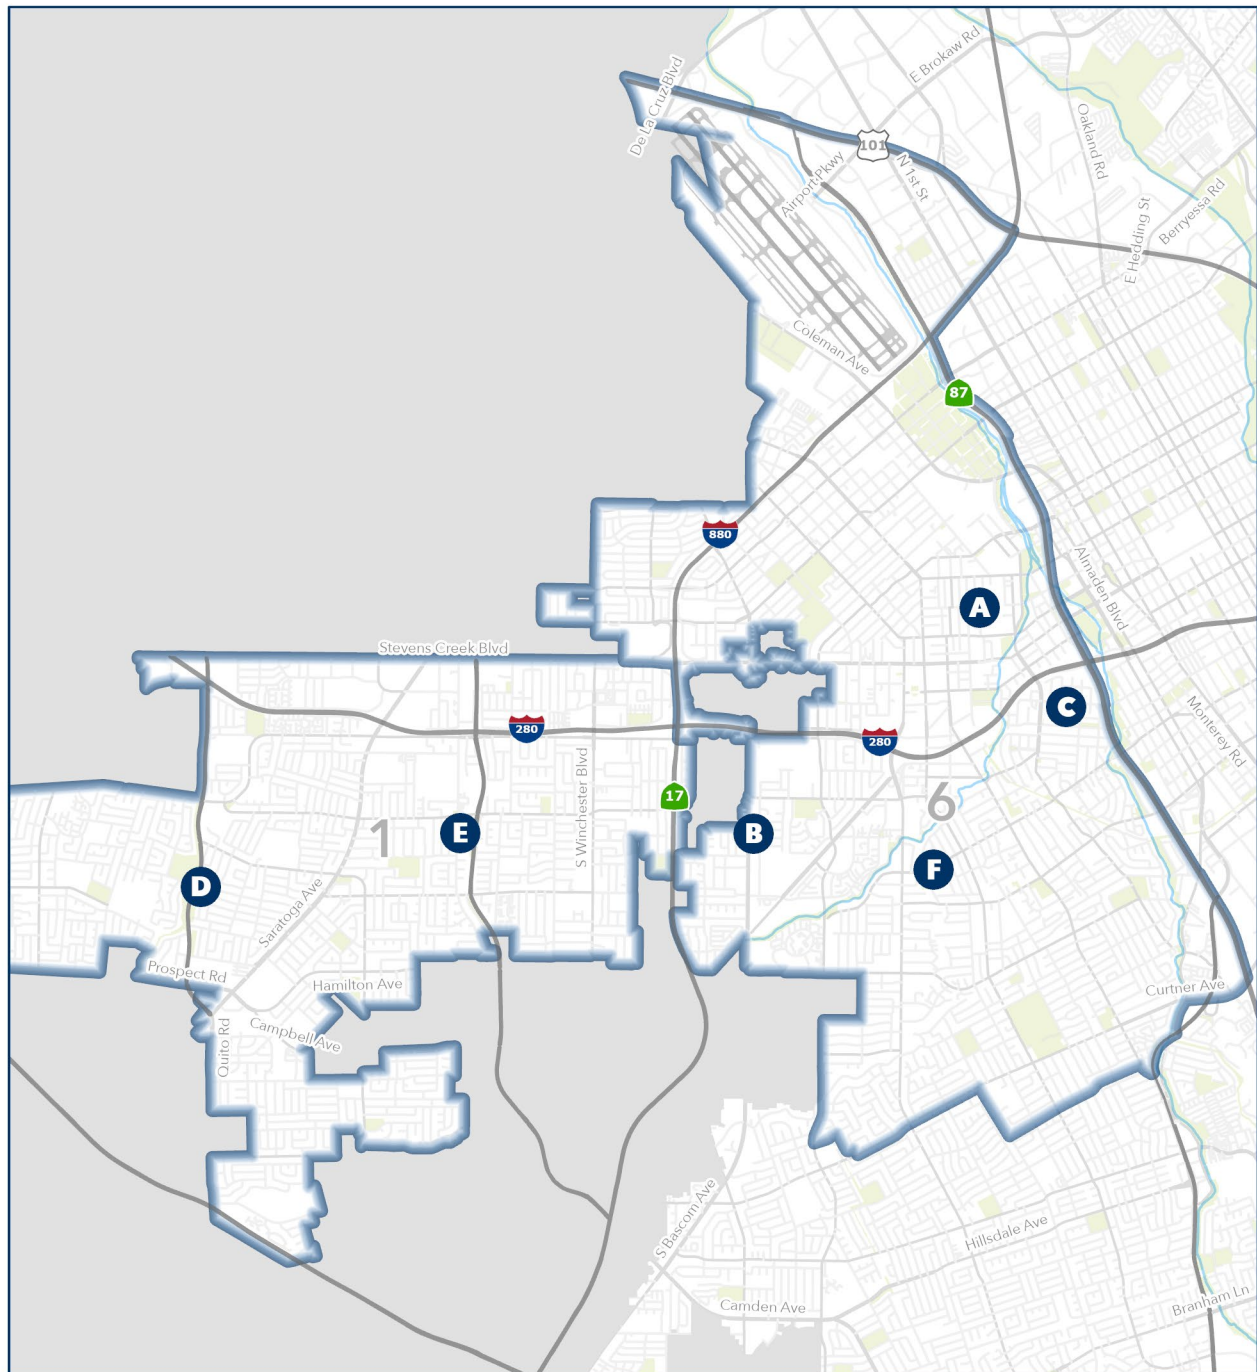 E Brokaw Rd
De La Cruz Blvd
Oakland Rd
101
N 1st St
Airport Pkwy
E Hedding St
Berryessa Rd
Coleman Ave
87
880
Almaden Blvd
A
Stevens Creek Blvd
C
Monterey Rd
280
280
S Winchester Blvd
17
6
1
E
B
F
D
Saratoga Ave
Prospect Rd
Hamilton Ave
Curtner Ave
Campbell Ave
Quito Rd
S Bascom Ave
Hillsdale Ave
Camden Ave
Branham Ln